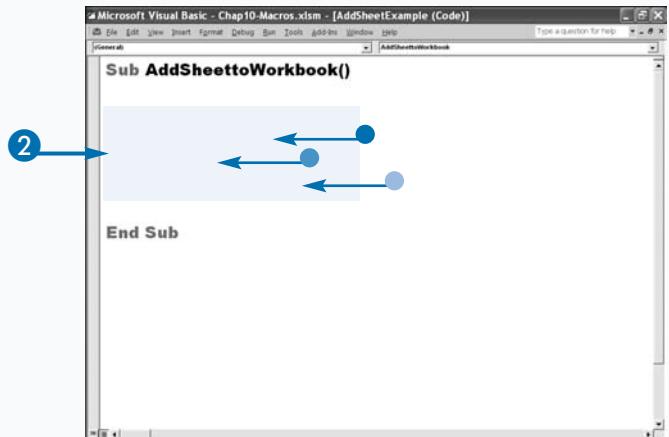 Microsoft Visual Basic - Chap10-Macros.xlsm - [AddSheetExample (Code)]
File Edit View Insert Format Debug Run Tools Add-Ins Window Help Type a question for help
(General) AddSheettoWorkbook
Sub AddSheettoWorkbook()
2
End Sub